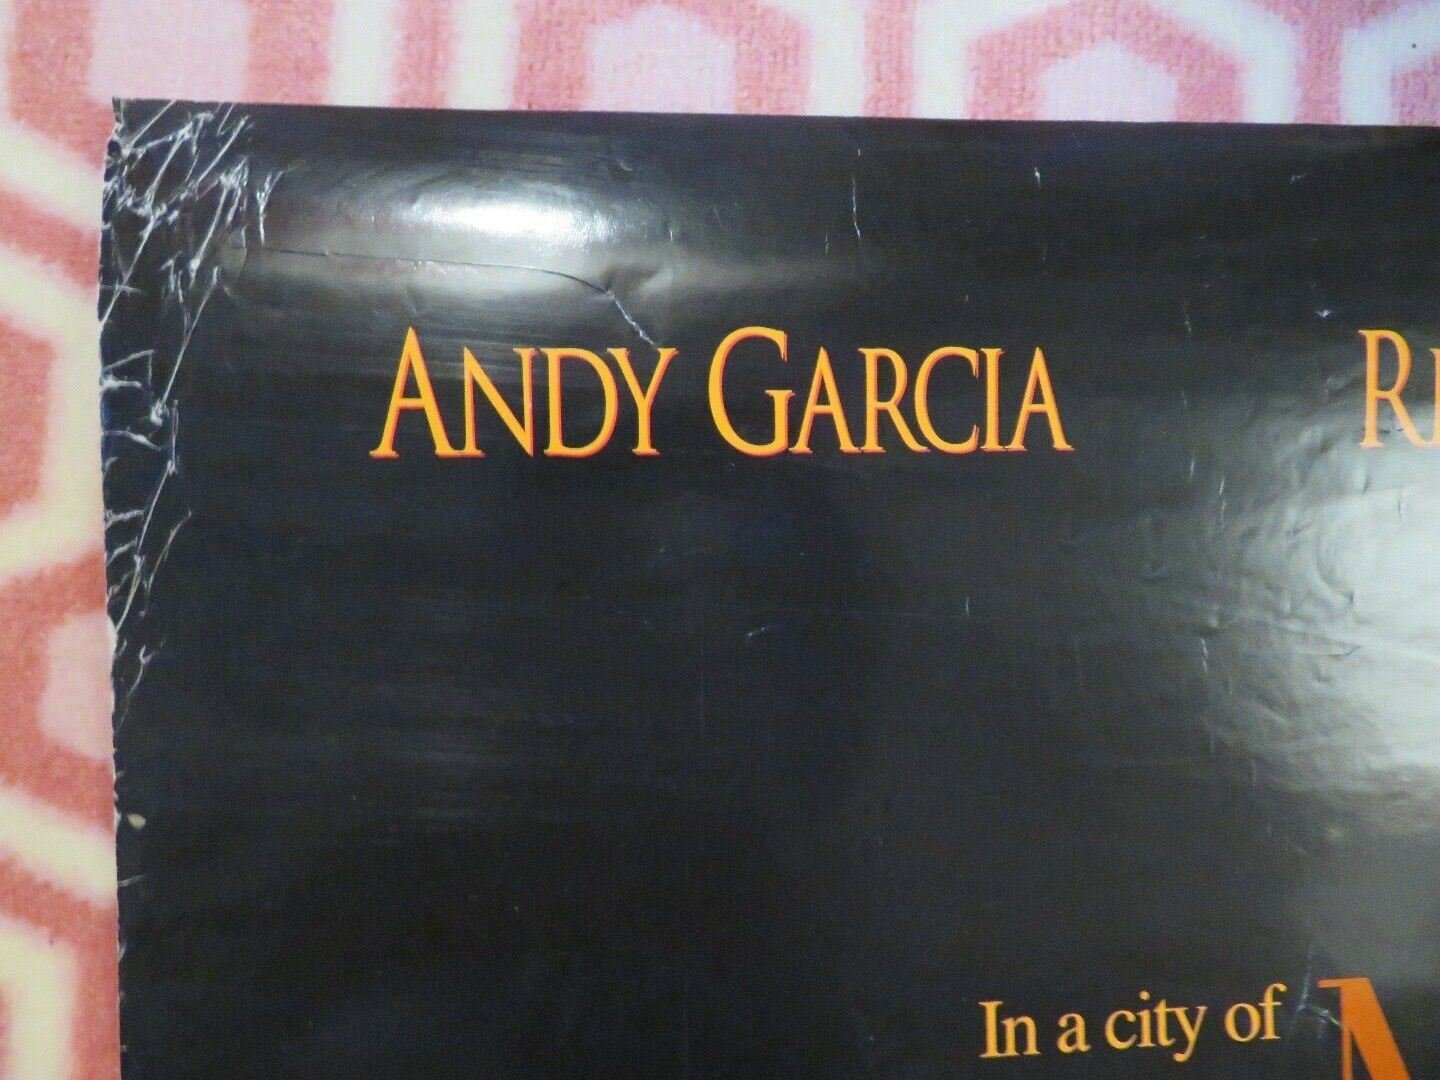 ANDY GARCIA
In a city of